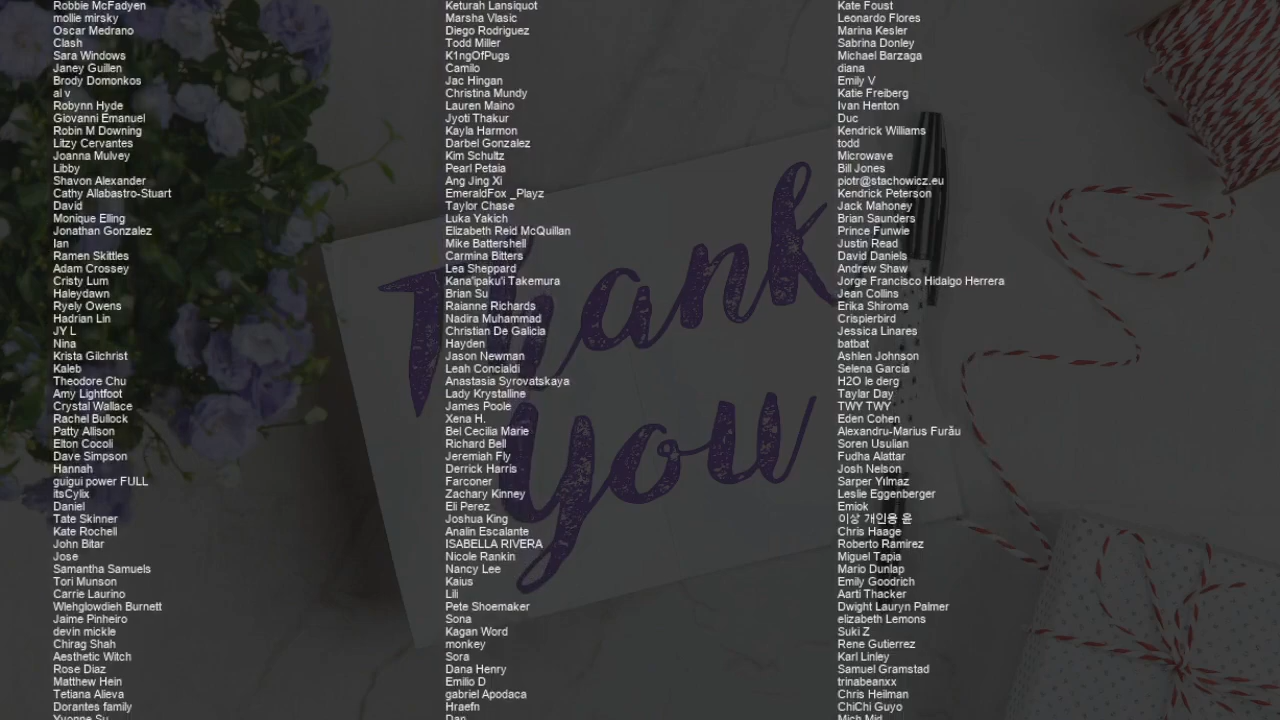 Robbie McFadyen
mollie mirsky
Oscar Medrano
Clash
Sara Windows
Janey Guillen
Brody Domonkos
al v
Robynn Hyde
Giovanni Emanuel
Robin M Downing
Litzy Cervantes
Joanna Mulvey
Libby
Shavon Alexander
Cathy Allabastro-Stuart
David
Monique Eling
Jonathan Gonzalez
Ian
Ramen Skittles
Adam Crossey
Cristy Lum
Haleydawn
Ryely Owens
Hadrian Lin
JY L
Nina
Krista Gilchrist
Kaleb
Theodore Chu
Amy Lightfoot
Crystal Wallace
Rachel Bullock
Patty Allison
Elton Cocoli
Dave Simpson
Hannah
guigui power FULL
itsCylix
Daniel
Tate Skinner
Kate Rochell
John Bitar
Jose
Samantha Samuels
Tori Munson
Carrie Laurino
Wlehglowdieh Burnett
Jaime Pinheiro
devin mickle
Chirag Shah
Aesthetic Witch
Rose Diaz
Matthew Hein
Tetiana Alieva
Dorantes family
Yvonne Su
Keturah Lansiquot
Marsha Vlasic
Diego Rodriguez
Todd Miller
K1ngOfPugs
Camilo
Jac Hingan
Christina Mundy
Lauren Maino
Jyoti Thakur
Kayla Harmon
Darbel Gonzalez
Kim Schultz
Pearl Petaia
Ang Jing Xi
EmeraldFox _Playz
Taylor Chase
Luka Yakich
Elizabeth Reid McQuillan
Mike Battershell
Carmina Bitters
Lea Sheppard
Kana'ipaku'i Takemura
Brian Su
Raianne Richards
Nadira Muhammad
Christian De Galicia
Hayden
Jason Newman
Leah Concialdi
Anastasia Syrovatskaya
Lady Krystalline
James Poole
Xena H.
Bel Cecilia Marie
Richard Bell
Jeremiah Fly
Derrick Harris
Farconer
Zachary Kinney
Eli Perez
Joshua King
Analin Escalante
ISABELLA RIVERA
Nicole Rankin
Nancy Lee
Kaius
Lili
Pete Shoemaker
Sona
Kagan Word
monkey
Sora
Dana Henry
Emilio D
gabriel Apodaca
Hraefn
Dan
Kate Foust
Leonardo Flores
Marina Kesler
Sabrina Donley
Michael Barzaga
diana
Emily V
Katie Freiberg
Ivan Henton
Duc
Kendrick Williams
todd
Microwave
Bill Jones
piotr@stachowicz.eu
Kendrick Peterson
Jack Mahoney
Brian Saunders
Prince Funwie
Justin Read
David Daniels
Andrew Shaw
Jorge Francisco Hidalgo Herrera
Jean Collins
Erika Shiroma
Crispierbird
Jessica Linares
batbat
Ashlen Johnson
Selena García
H2O le derg
Taylar Day
TWY TWY
Eden Cohen
Alexandru-Marius Furău
Soren Usulian
Fudha Alattar
Josh Nelson
Sarper Yılmaz
Leslie Eggenberger
Emiok
이상 개인용 윤
Chris Haage
Roberto Ramirez
Miguel Tapia
Mario Dunlap
Emily Goodrich
Aarti Thacker
Dwight Lauryn Palmer
elizabeth Lemons
Suki Z
Rene Gutierrez
Karl Linley
Samuel Gramstad
trinabeanxx
Chris Heilman
ChiChi Guyo
Mich Mid
Thank
you